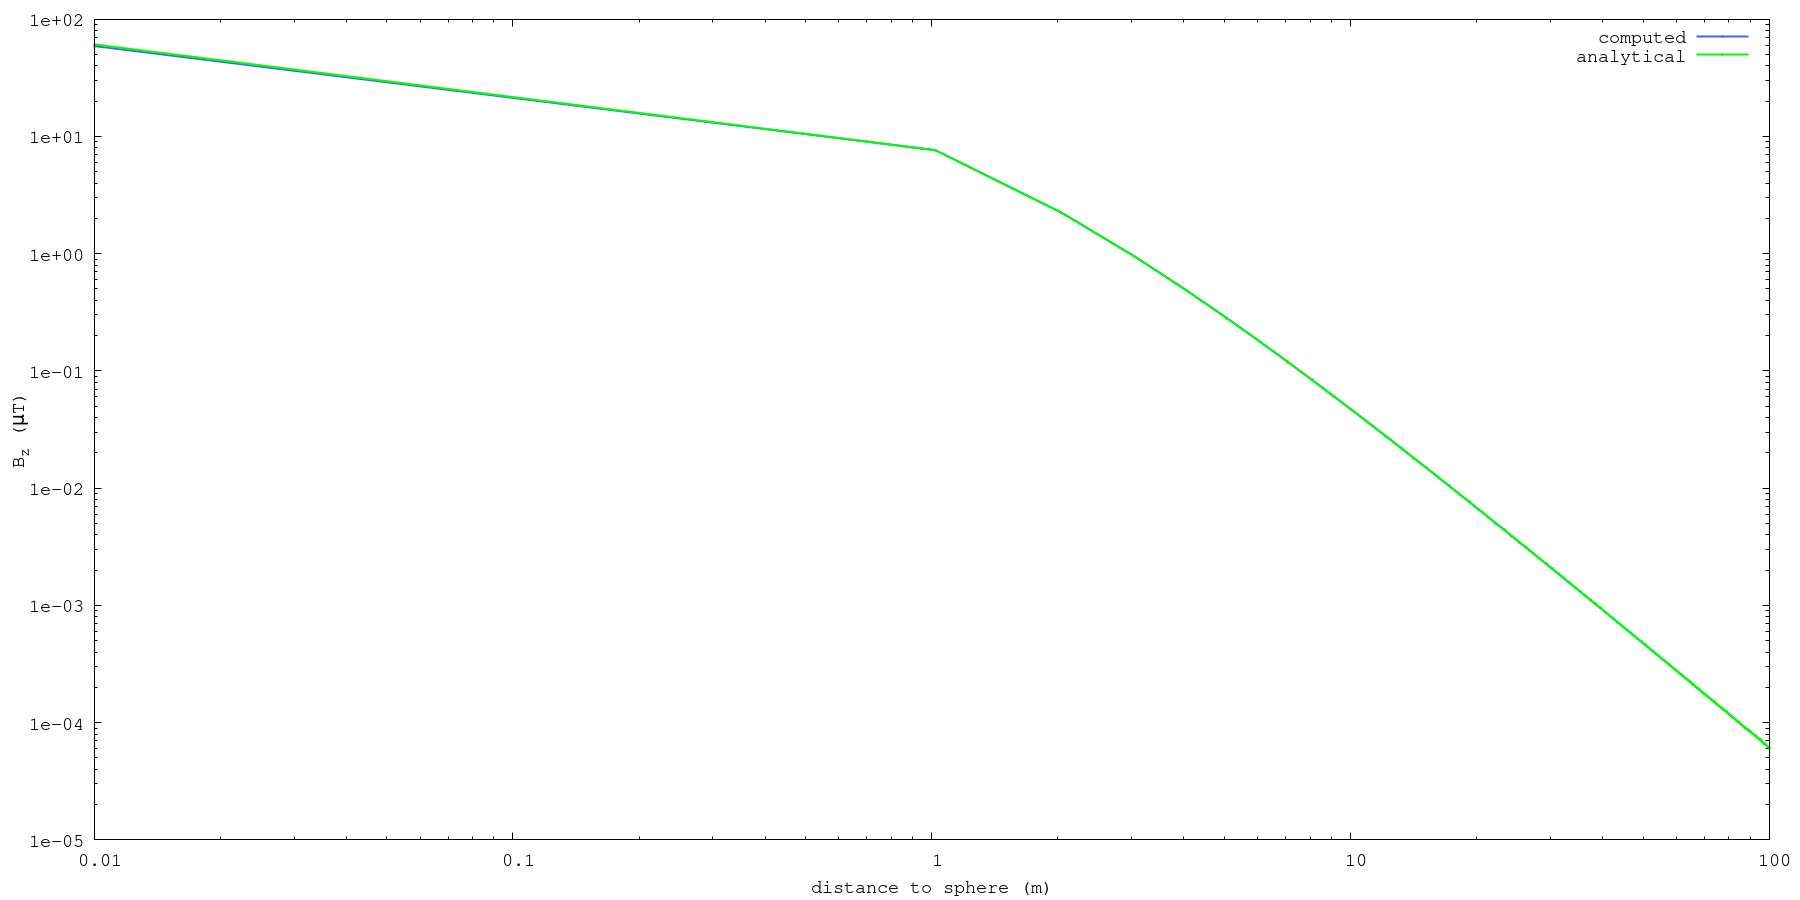 1e+02
1e+01
1e+00
1e-01
1e-02
1e-03
1e-04
1e-05
0.01 0.1 1 10 100
distance to sphere (m)
Bz (μT)
computed
analytical